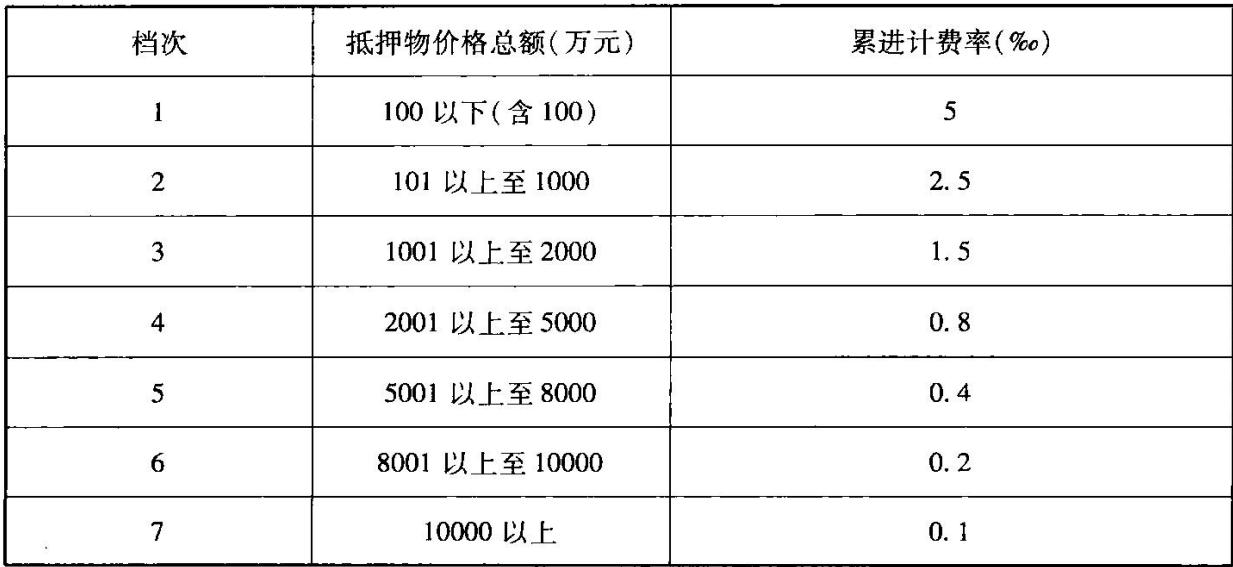 档次 抵押物价格总额(万元) 累进计费率(‰)
1 100 以下(含 100) 5
2 101 以上至 1000 2. 5
3 1001 以上至 2000 1. 5
4 2001 以上至 5000 0. 8
5 5001 以上至 8000 0. 4
6 8001 以上至 10000 0. 2
7 10000 以上 0. 1